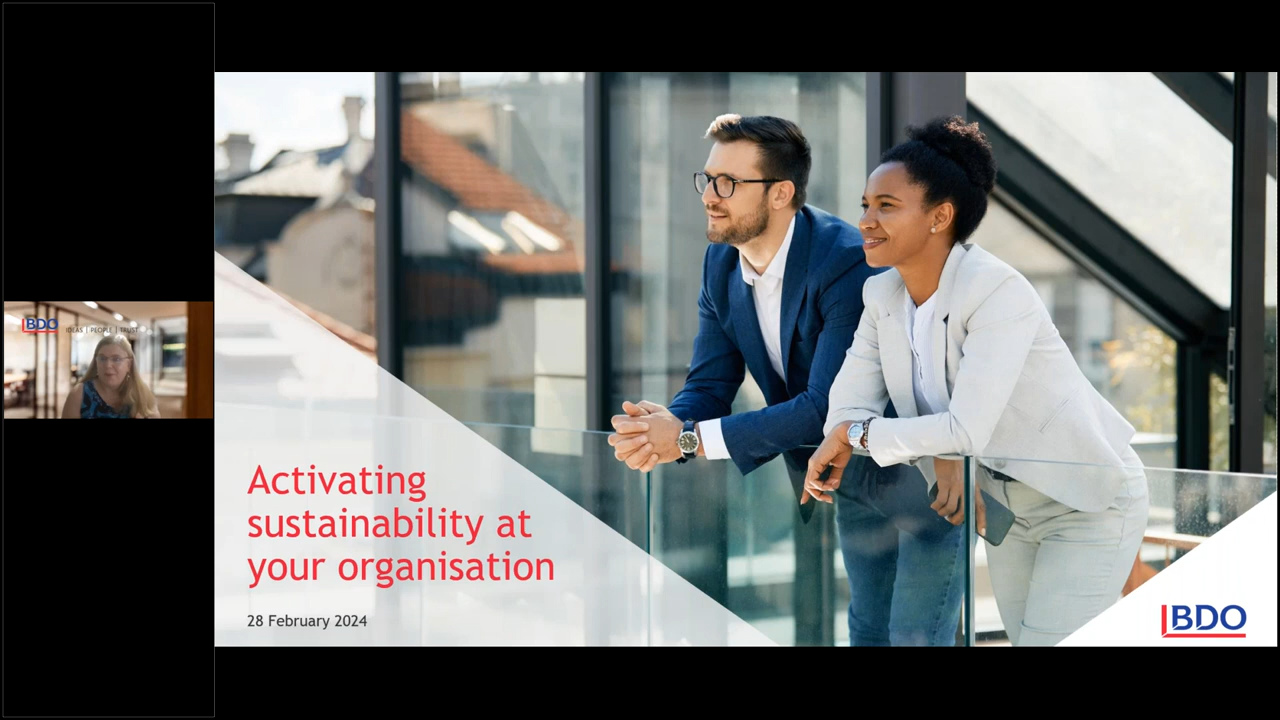 BDO
IDEAS | PEOPLE | TRUST
Activating
sustainability at
your organisation
28 February 2024
BDO